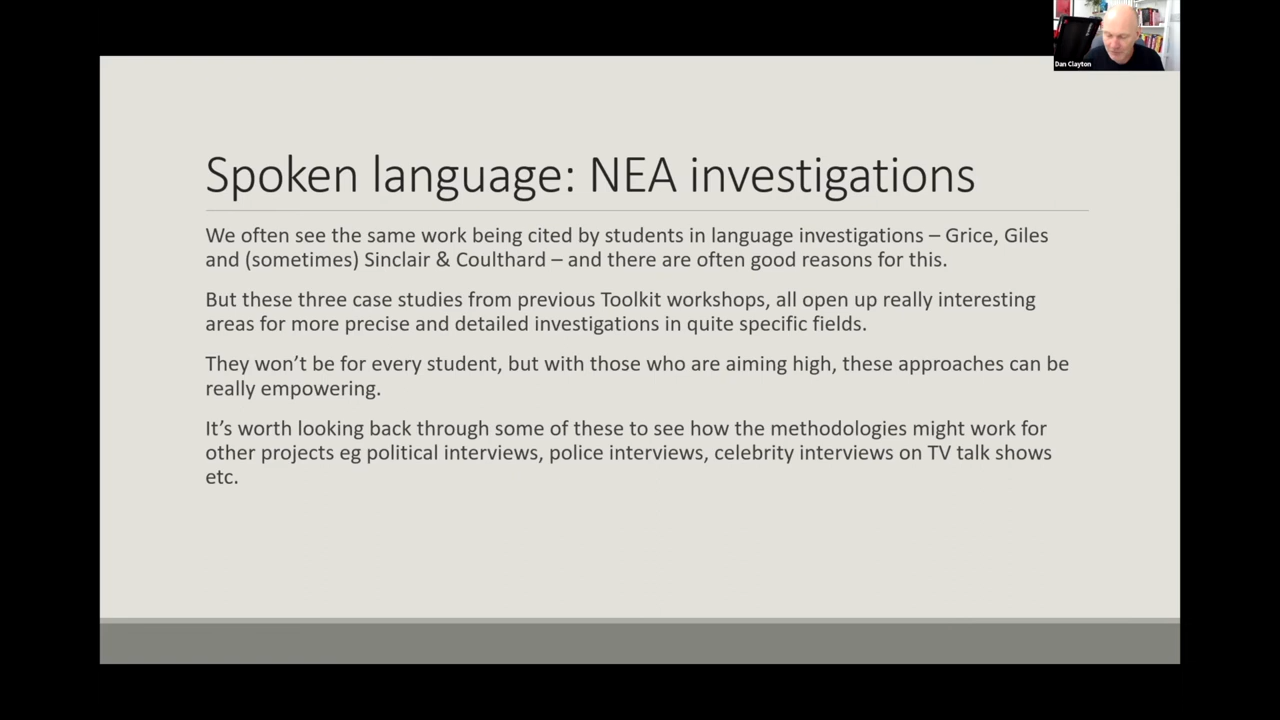 Dan Clayton
Spoken language: NEA investigations
We often see the same work being cited by students in language investigations – Grice, Giles
and (sometimes) Sinclair & Coulthard – and there are often good reasons for this.
But these three case studies from previous Toolkit workshops, all open up really interesting
areas for more precise and detailed investigations in quite specific fields.
They won’t be for every student, but with those who are aiming high, these approaches can be
really empowering.
It’s worth looking back through some of these to see how the methodologies might work for
other projects eg political interviews, police interviews, celebrity interviews on TV talk shows
etc.